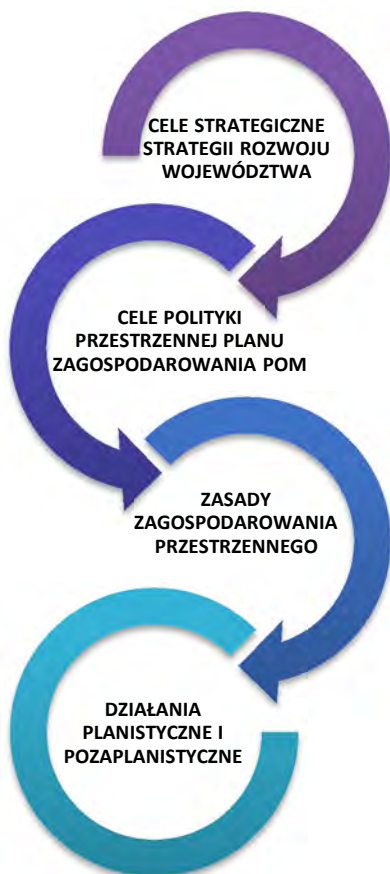 CELE STRATEGICZNE
STRATEGII ROZWOJU
WOJEWÓDZTWA
CELE POLITYKI
PRZESTRZENNEJ PLANU
ZAGOSPODAROWANIA POM
ZASADY
ZAGOSPODAROWANIA
PRZESTRZENNEGO
DZIAŁANIA
PLANISTYCZNE I
POZAPLANISTYCZNE